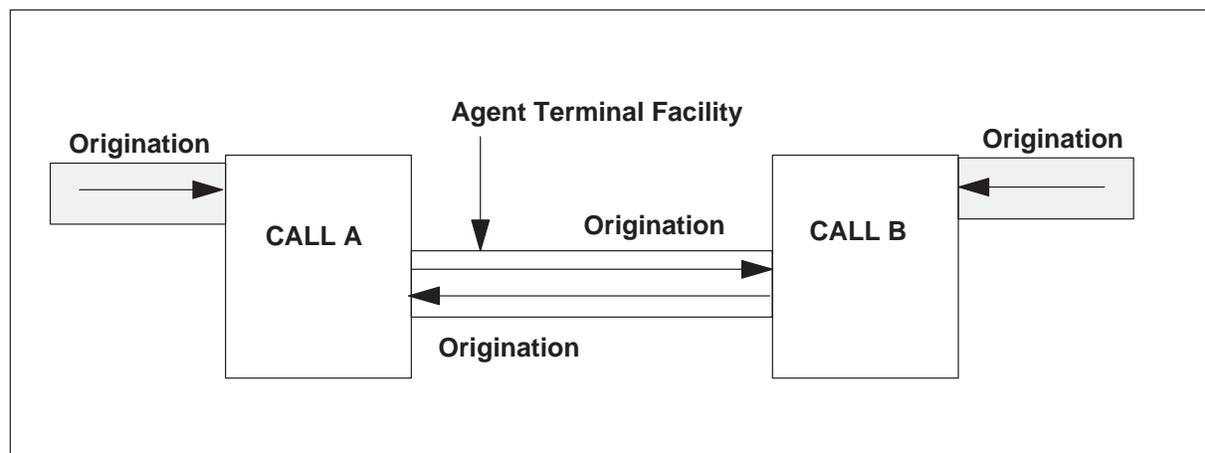 Agent Terminal Facility
Origination
Origination
CALL A
Origination
CALL B
Origination